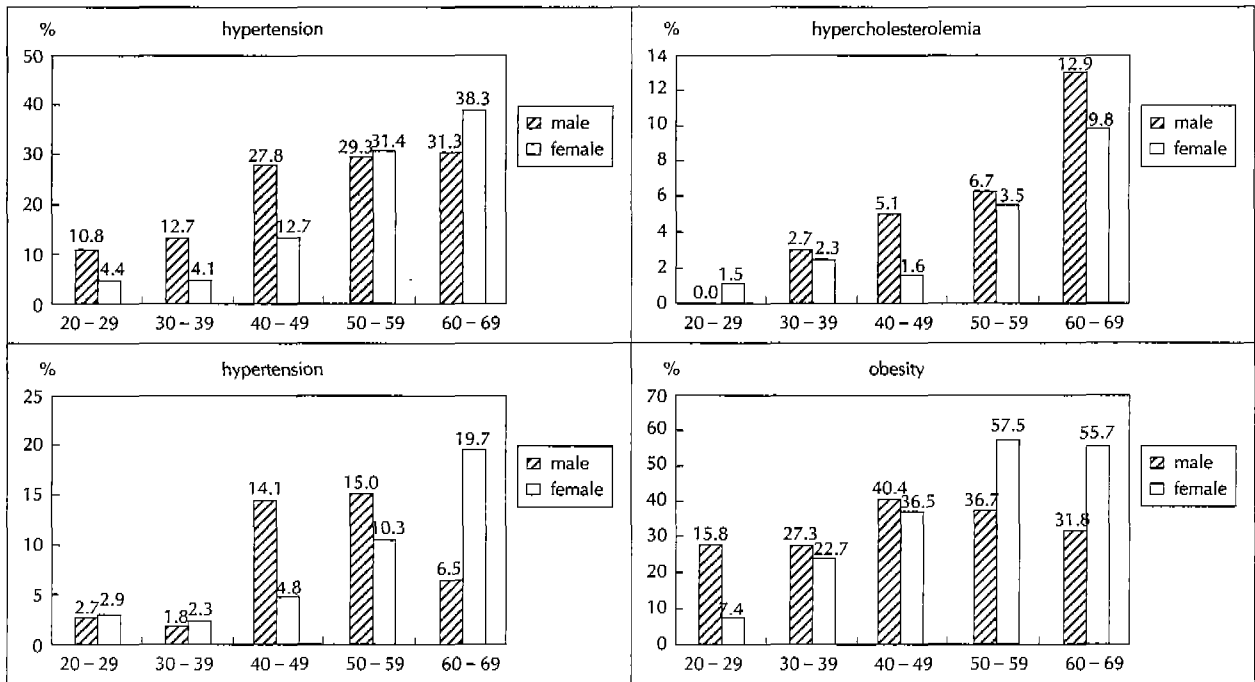 % hypertension
50
40
30
20
10
0
10.8 4.4 12.7 4.1 27.8 12.7 29.3 31.4 31.3 38.3
20 – 29 30 – 39 40 – 49 50 – 59 60 – 69
male
female
% hypercholesterolemia
14
12
10
8
6
4
2
0
0.0 1.5 2.7 2.3 5.1 1.6 6.7 3.5 12.9 9.8
20 – 29 30 – 39 40 – 49 50 – 59 60 – 69
male
female
% hypertension
25
20
15
10
5
0
2.7 2.9 1.8 2.3 14.1 4.8 15.0 10.3 6.5 19.7
20 – 29 30 – 39 40 – 49 50 – 59 60 – 69
male
female
% obesity
70
60
50
40
30
20
10
0
15.8 7.4 27.3 22.7 40.4 36.5 36.7 57.5 31.8 55.7
20 – 29 30 – 39 40 – 49 50 – 59 60 – 69
male
female